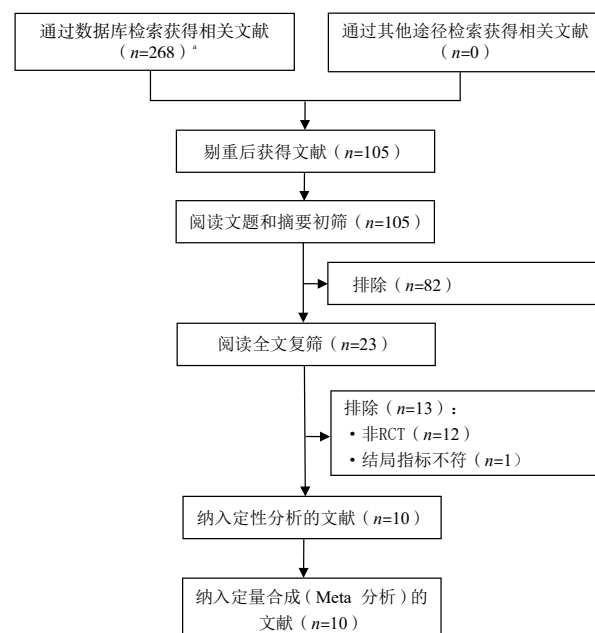 通过数据库检索获得相关文献
（n=268）a
通过其他途径检索获得相关文献
（n=0）
剔重后获得文献（n=105）
阅读文题和摘要初筛（n=105）
排除（n=82）
阅读全文复筛（n=23）
排除（n=13）：
• 非RCT（n=12）
• 结局指标不符（n=1）
纳入定性分析的文献（n=10）
纳入定量合成（Meta 分析）的
文献（n=10）